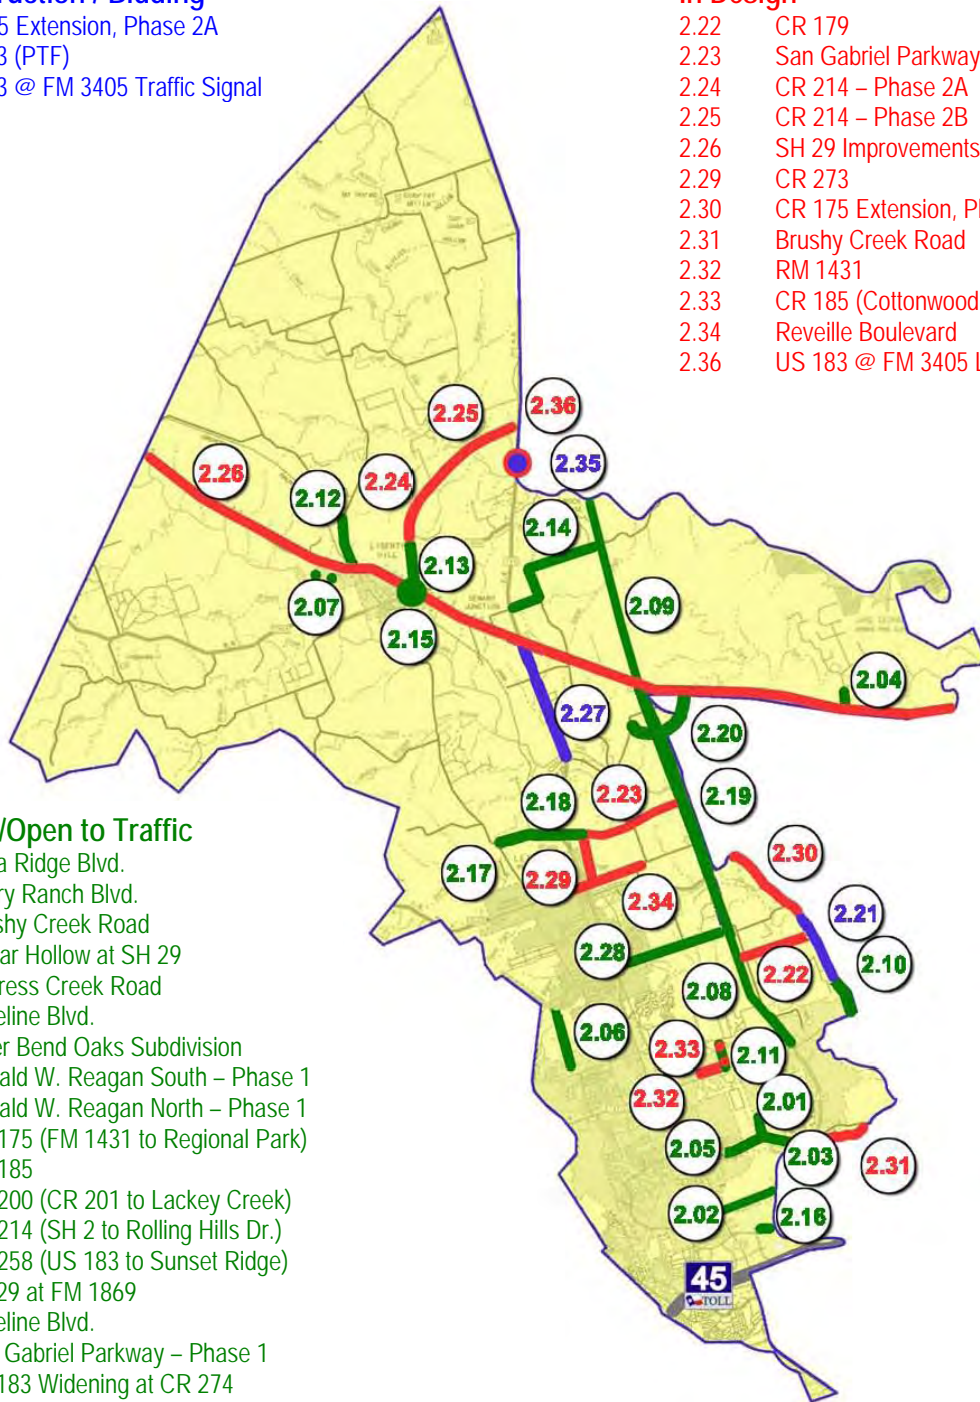 5 Extension, Phase 2A
3 (PTF)
3 @ FM 3405 Traffic Signal
In Design
2.22 CR 179
2.23 San Gabriel Parkway
2.24 CR 214 – Phase 2A
2.25 CR 214 – Phase 2B
2.26 SH 29 Improvements
2.29 CR 273
2.30 CR 175 Extension, P
2.31 Brushy Creek Road
2.32 RM 1431
2.33 CR 185 (Cottonwood
2.34 Reveille Boulevard
2.36 US 183 @ FM 3405 L
2.25
2.36
2.26
2.24
2.35
2.12
2.14
2.13
2.07
2.09
2.15
LIBERTY
HILL
JUNCTION
2.04
2.27
2.20
2.18
2.23
2.19
2.17
2.29
2.30
2.34
2.21
2.28
2.22
2.10
2.08
2.06
2.33
2.11
2.32
2.01
2.05
2.03
2.31
2.02
2.16
45
TOLL
/Open to Traffic
a Ridge Blvd.
ry Ranch Blvd.
shy Creek Road
ar Hollow at SH 29
ress Creek Road
eline Blvd.
er Bend Oaks Subdivision
ald W. Reagan South – Phase 1
ald W. Reagan North – Phase 1
175 (FM 1431 to Regional Park)
185
200 (CR 201 to Lackey Creek)
214 (SH 2 to Rolling Hills Dr.)
258 (US 183 to Sunset Ridge)
29 at FM 1869
eline Blvd.
Gabriel Parkway – Phase 1
183 Widening at CR 274